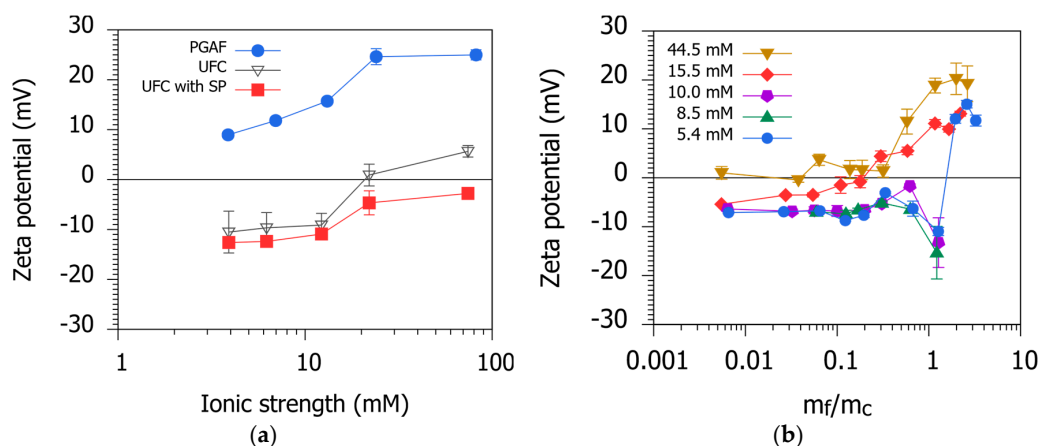 30
20
10
0
-10
-20
-30
Zeta potential (mV)
PGAF
UFC
UFC with SP
1
10
100
Ionic strength (mM)
(a)
30
20
10
0
-10
-20
-30
Zeta potential (mV)
44.5 mM
15.5 mM
10.0 mM
8.5 mM
5.4 mM
0.001
0.01
0.1
1
10
mf/mc
(b)